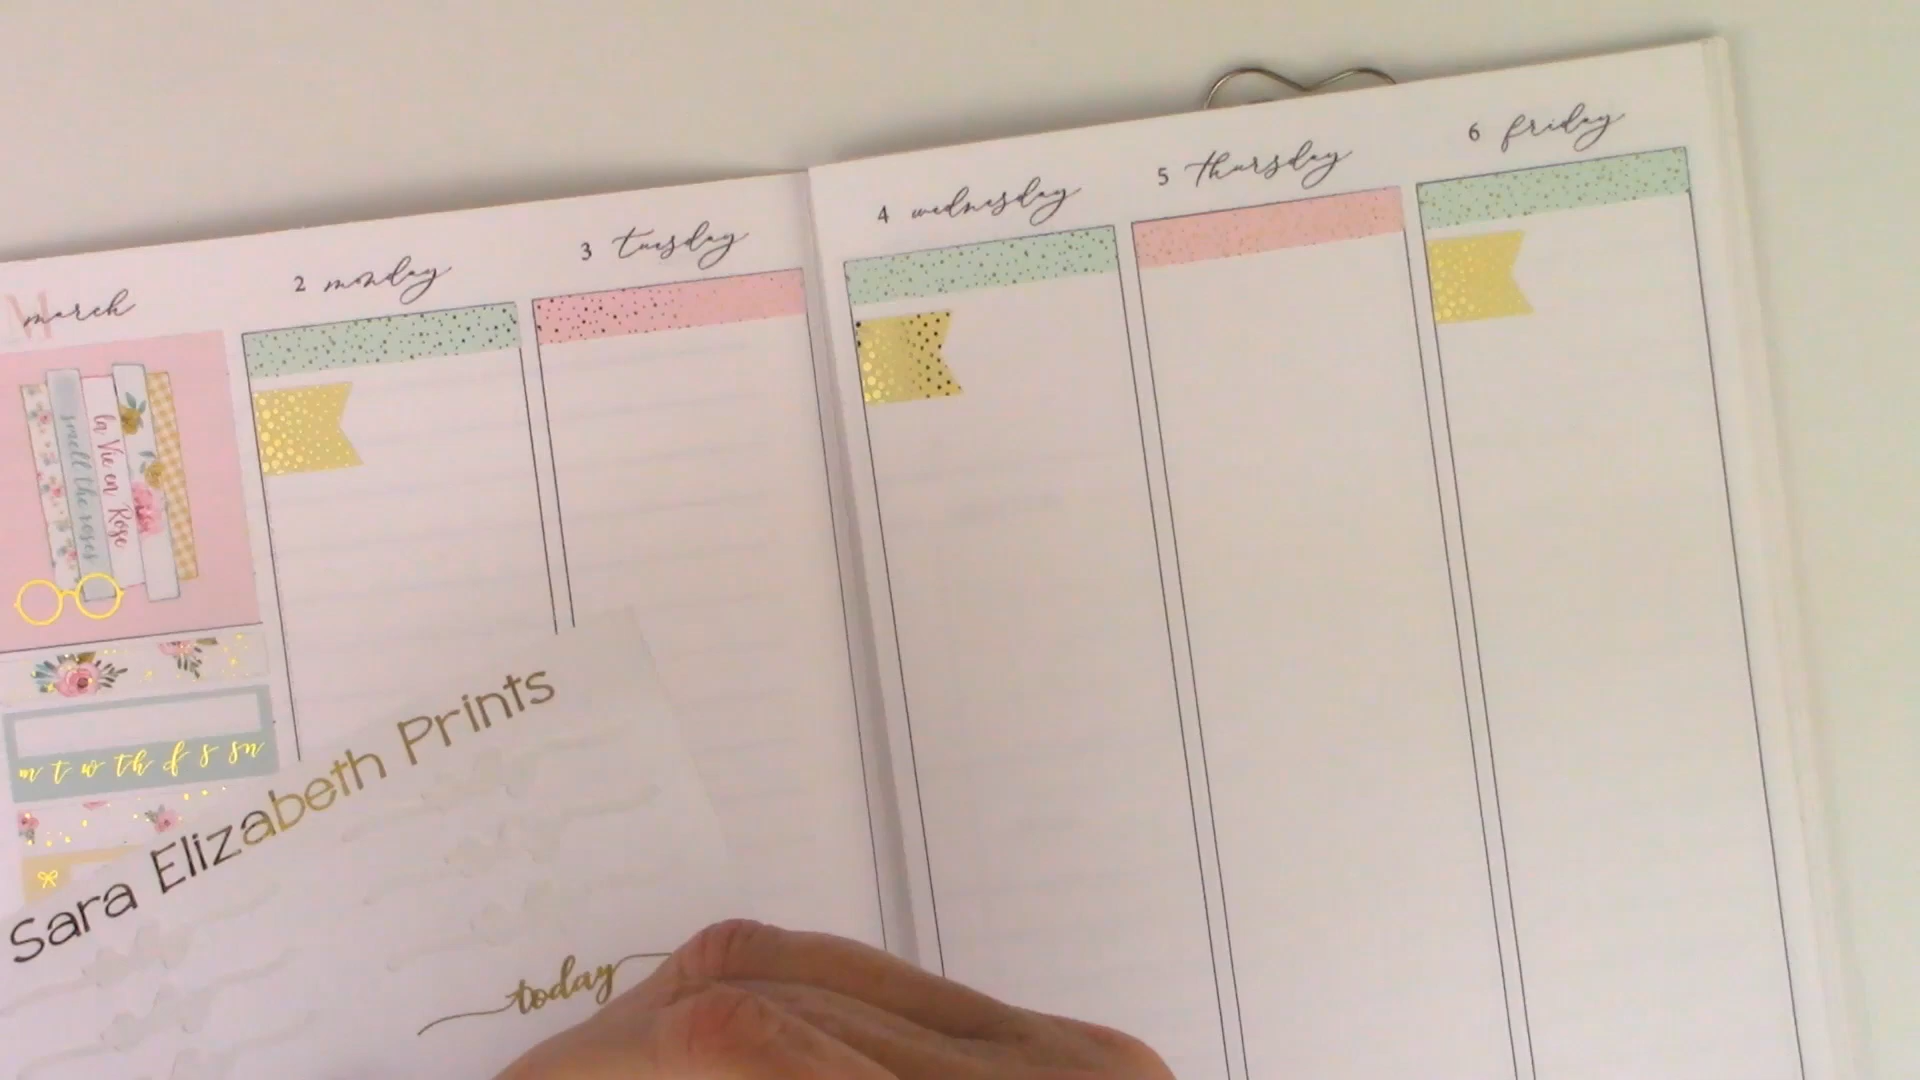 march
2 monday
3 tuesday
4 wednesday
5 thursday
6 friday
smell the roses
la Vie en Rose
m t w th f s sn
Sara Elizabeth Prints
today